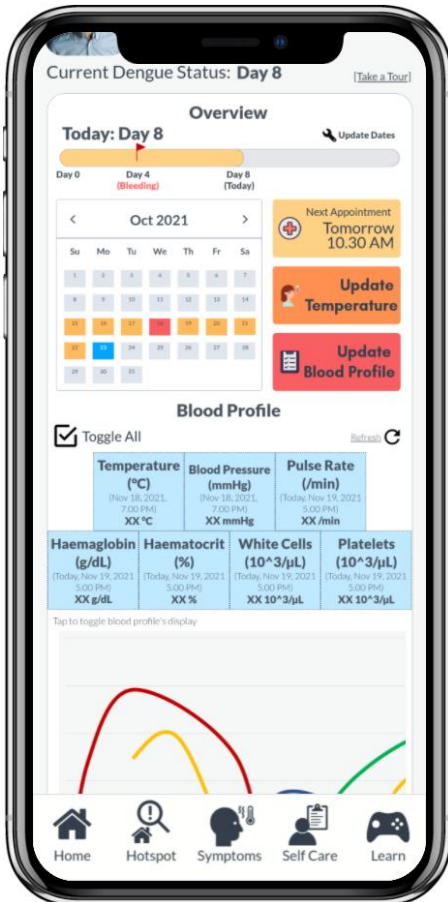 Current Dengue Status: Day 8
[Take a Tour]
Overview
Today: Day 8
Update Dates
Day 0
Day 4
(Bleeding)
Day 8
(Today)
< Oct 2021 >
Su Mo Tu We Th Fr Sa
1 2 3 4 5 6 7
8 9 10 11 12 13 14
15 16 17 18 19 20 21
22 23 24 25 26 27 28
29 30 31
Next Appointment
Tomorrow
10.30 AM
Update
Temperature
Update
Blood Profile
Blood Profile
Toggle All
Refresh
Temperature
(°C)
(Nov 18, 2021,
7.00 PM)
XX °C
Blood Pressure
(mmHg)
(Nov 18, 2021,
7.00 PM)
XX mmHg
Pulse Rate
(/min)
(Today, Nov 19, 2021
5.00 PM)
XX /min
Haemaglobin
(g/dL)
(Today, Nov 19, 2021
5.00 PM)
XX g/dL
Haematocrit
(%)
(Today, Nov 19, 2021
5.00 PM)
XX %
White Cells
(10^3/μL)
(Today, Nov 19, 2021
5.00 PM)
XX 10^3/μL
Platelets
(10^3/μL)
(Today, Nov 19, 2021
5.00 PM)
XX 10^3/μL
Tap to toggle blood profile's display
Home
Hotspot
Symptoms
Self Care
Learn